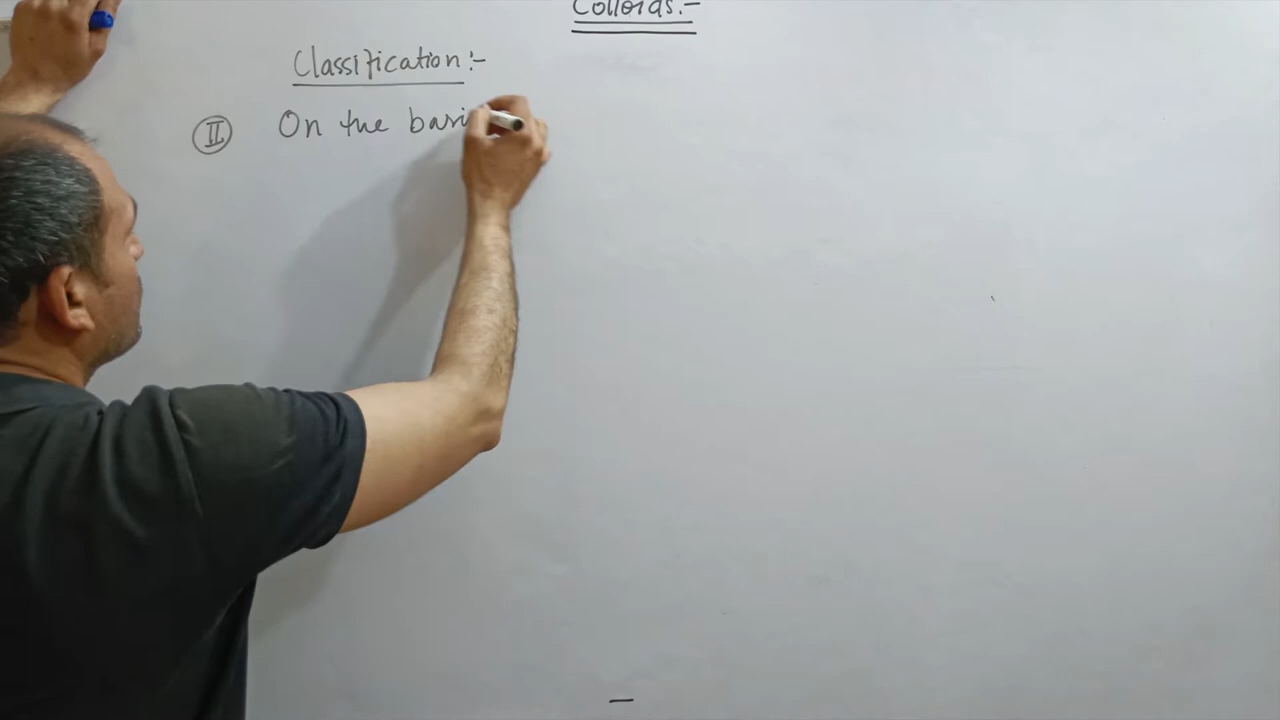 Colloids:-
Classification:-
II On the basi